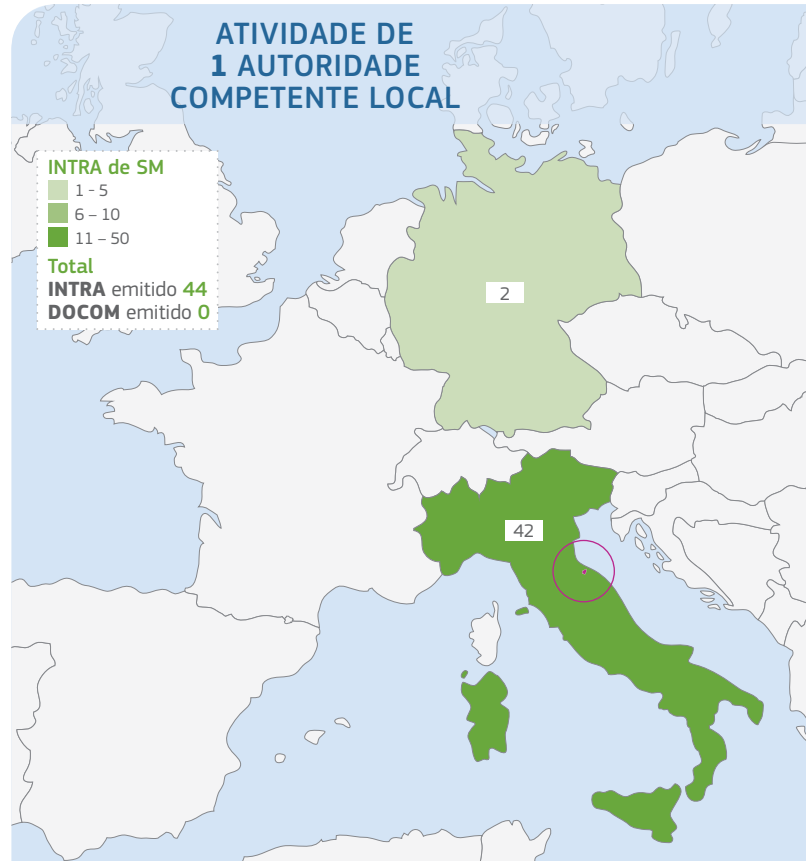 ATIVIDADE DE
1 AUTORIDADE
COMPETENTE LOCAL
INTRA de SM
1 - 5
6 – 10
11 – 50
Total
INTRA emitido 44
DOCOM emitido 0
2
42